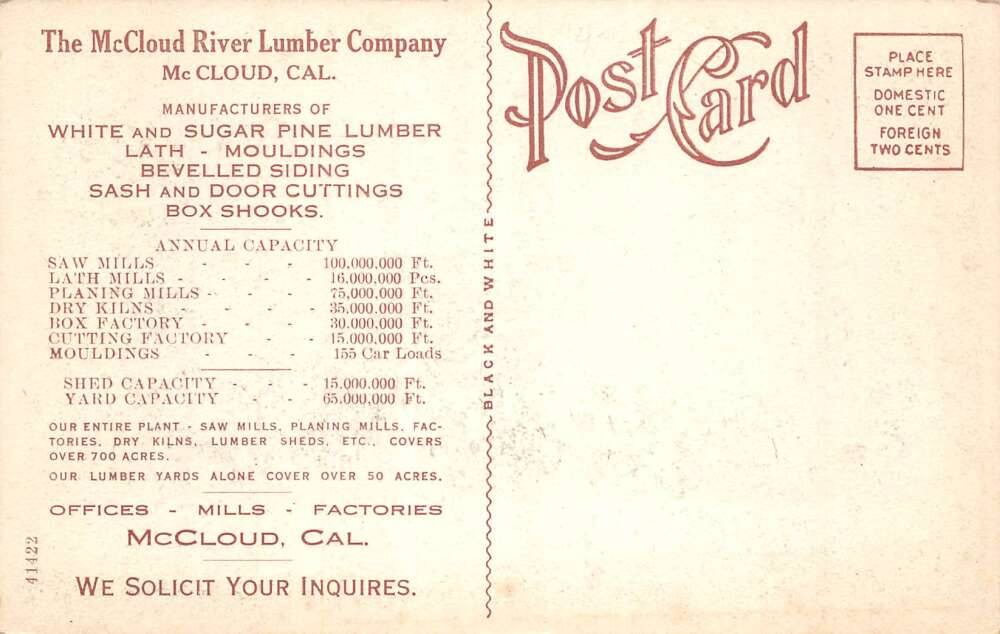 The McCloud River Lumber Company
Mc CLOUD, CAL.
MANUFACTURERS OF
WHITE AND SUGAR PINE LUMBER
LATH - MOULDINGS
BEVELLED SIDING
SASH AND DOOR CUTTINGS
BOX SHOOKS.
ANNUAL CAPACITY
SAW MILLS - - - 100,000,000 Ft.
LATH MILLS - - - - 16,000,000 Pcs.
PLANING MILLS - - - - 75,000,000 Ft.
DRY KILNS - - - - 35,000,000 Ft.
BOX FACTORY - - - 30,000,000 Ft.
CUTTING FACTORY - - 15,000,000 Ft.
MOULDINGS - - - 155 Car Loads
SHED CAPACITY - - - 15,000,000 Ft.
YARD CAPACITY - - - 65,000,000 Ft.
OUR ENTIRE PLANT - SAW MILLS, PLANING MILLS, FAC-
TORIES, DRY KILNS, LUMBER SHEDS, ETC., COVERS
OVER 700 ACRES.
OUR LUMBER YARDS ALONE COVER OVER 50 ACRES.
OFFICES - MILLS - FACTORIES
MCCLOUD, CAL.
WE SOLICIT YOUR INQUIRES.
41422
BLACK AND WHITE
Post Card
PLACE
STAMP HERE
DOMESTIC
ONE CENT
FOREIGN
TWO CENTS